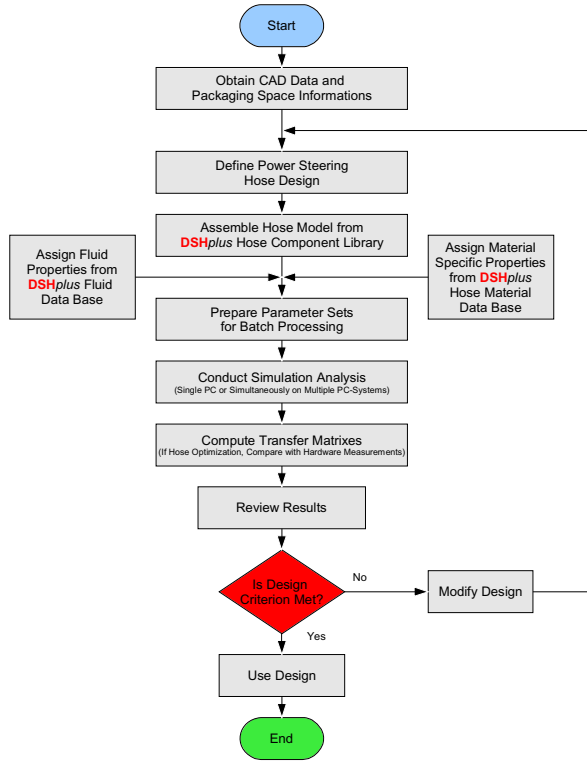 Start
Obtain CAD Data and
Packaging Space Informations
Define Power Steering
Hose Design
Assemble Hose Model from
DSHplus Hose Component Library
Assign Fluid
Properties from
DSHplus Fluid
Data Base
Assign Material
Specific Properties
from DSHplus
Hose Material
Data Base
Prepare Parameter Sets
for Batch Processing
Conduct Simulation Analysis
(Single PC or Simultaneously on Multiple PC-Systems)
Compute Transfer Matrixes
(If Hose Optimization, Compare with Hardware Measurements)
Review Results
Is Design
Criterion Met?
No
Modify Design
Yes
Use Design
End